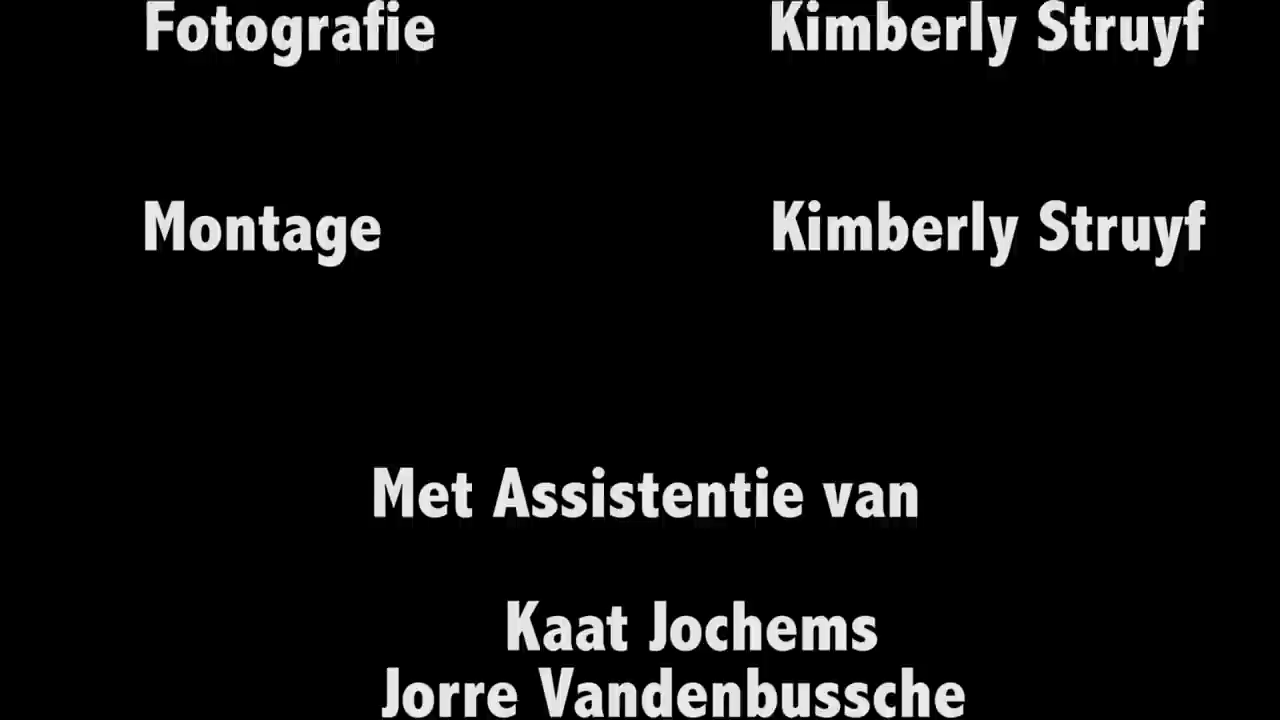 Fotografie Kimberly Struyf
Montage Kimberly Struyf
Met Assistentie van
Kaat Jochems
Jorre Vandenbussche